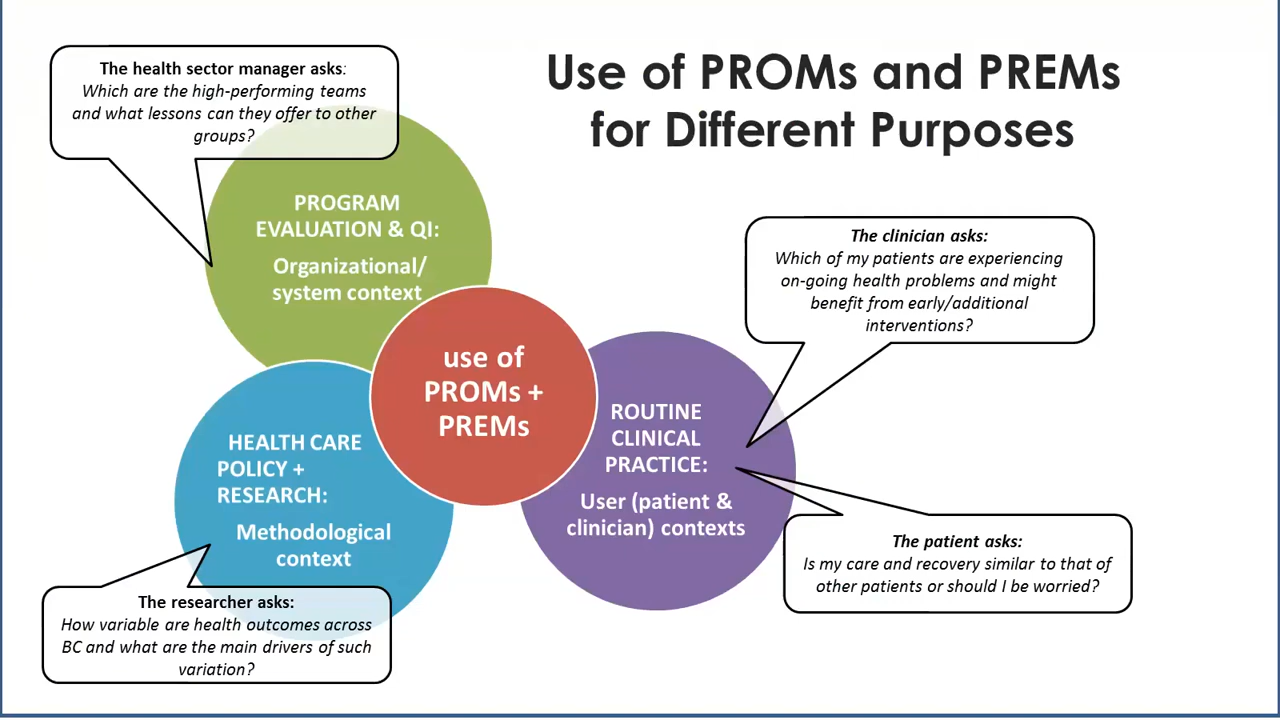 Use of PROMs and PREMs
for Different Purposes
The health sector manager asks:
Which are the high-performing teams
and what lessons can they offer to other
groups?
PROGRAM
EVALUATION & QI:
Organizational/
system context
use of
PROMs +
PREMs
The clinician asks:
Which of my patients are experiencing
on-going health problems and might
benefit from early/additional
interventions?
ROUTINE
CLINICAL
PRACTICE:
User (patient &
clinician) contexts
The patient asks:
Is my care and recovery similar to that of
other patients or should I be worried?
HEALTH CARE
POLICY +
RESEARCH:
Methodological
context
The researcher asks:
How variable are health outcomes across
BC and what are the main drivers of such
variation?